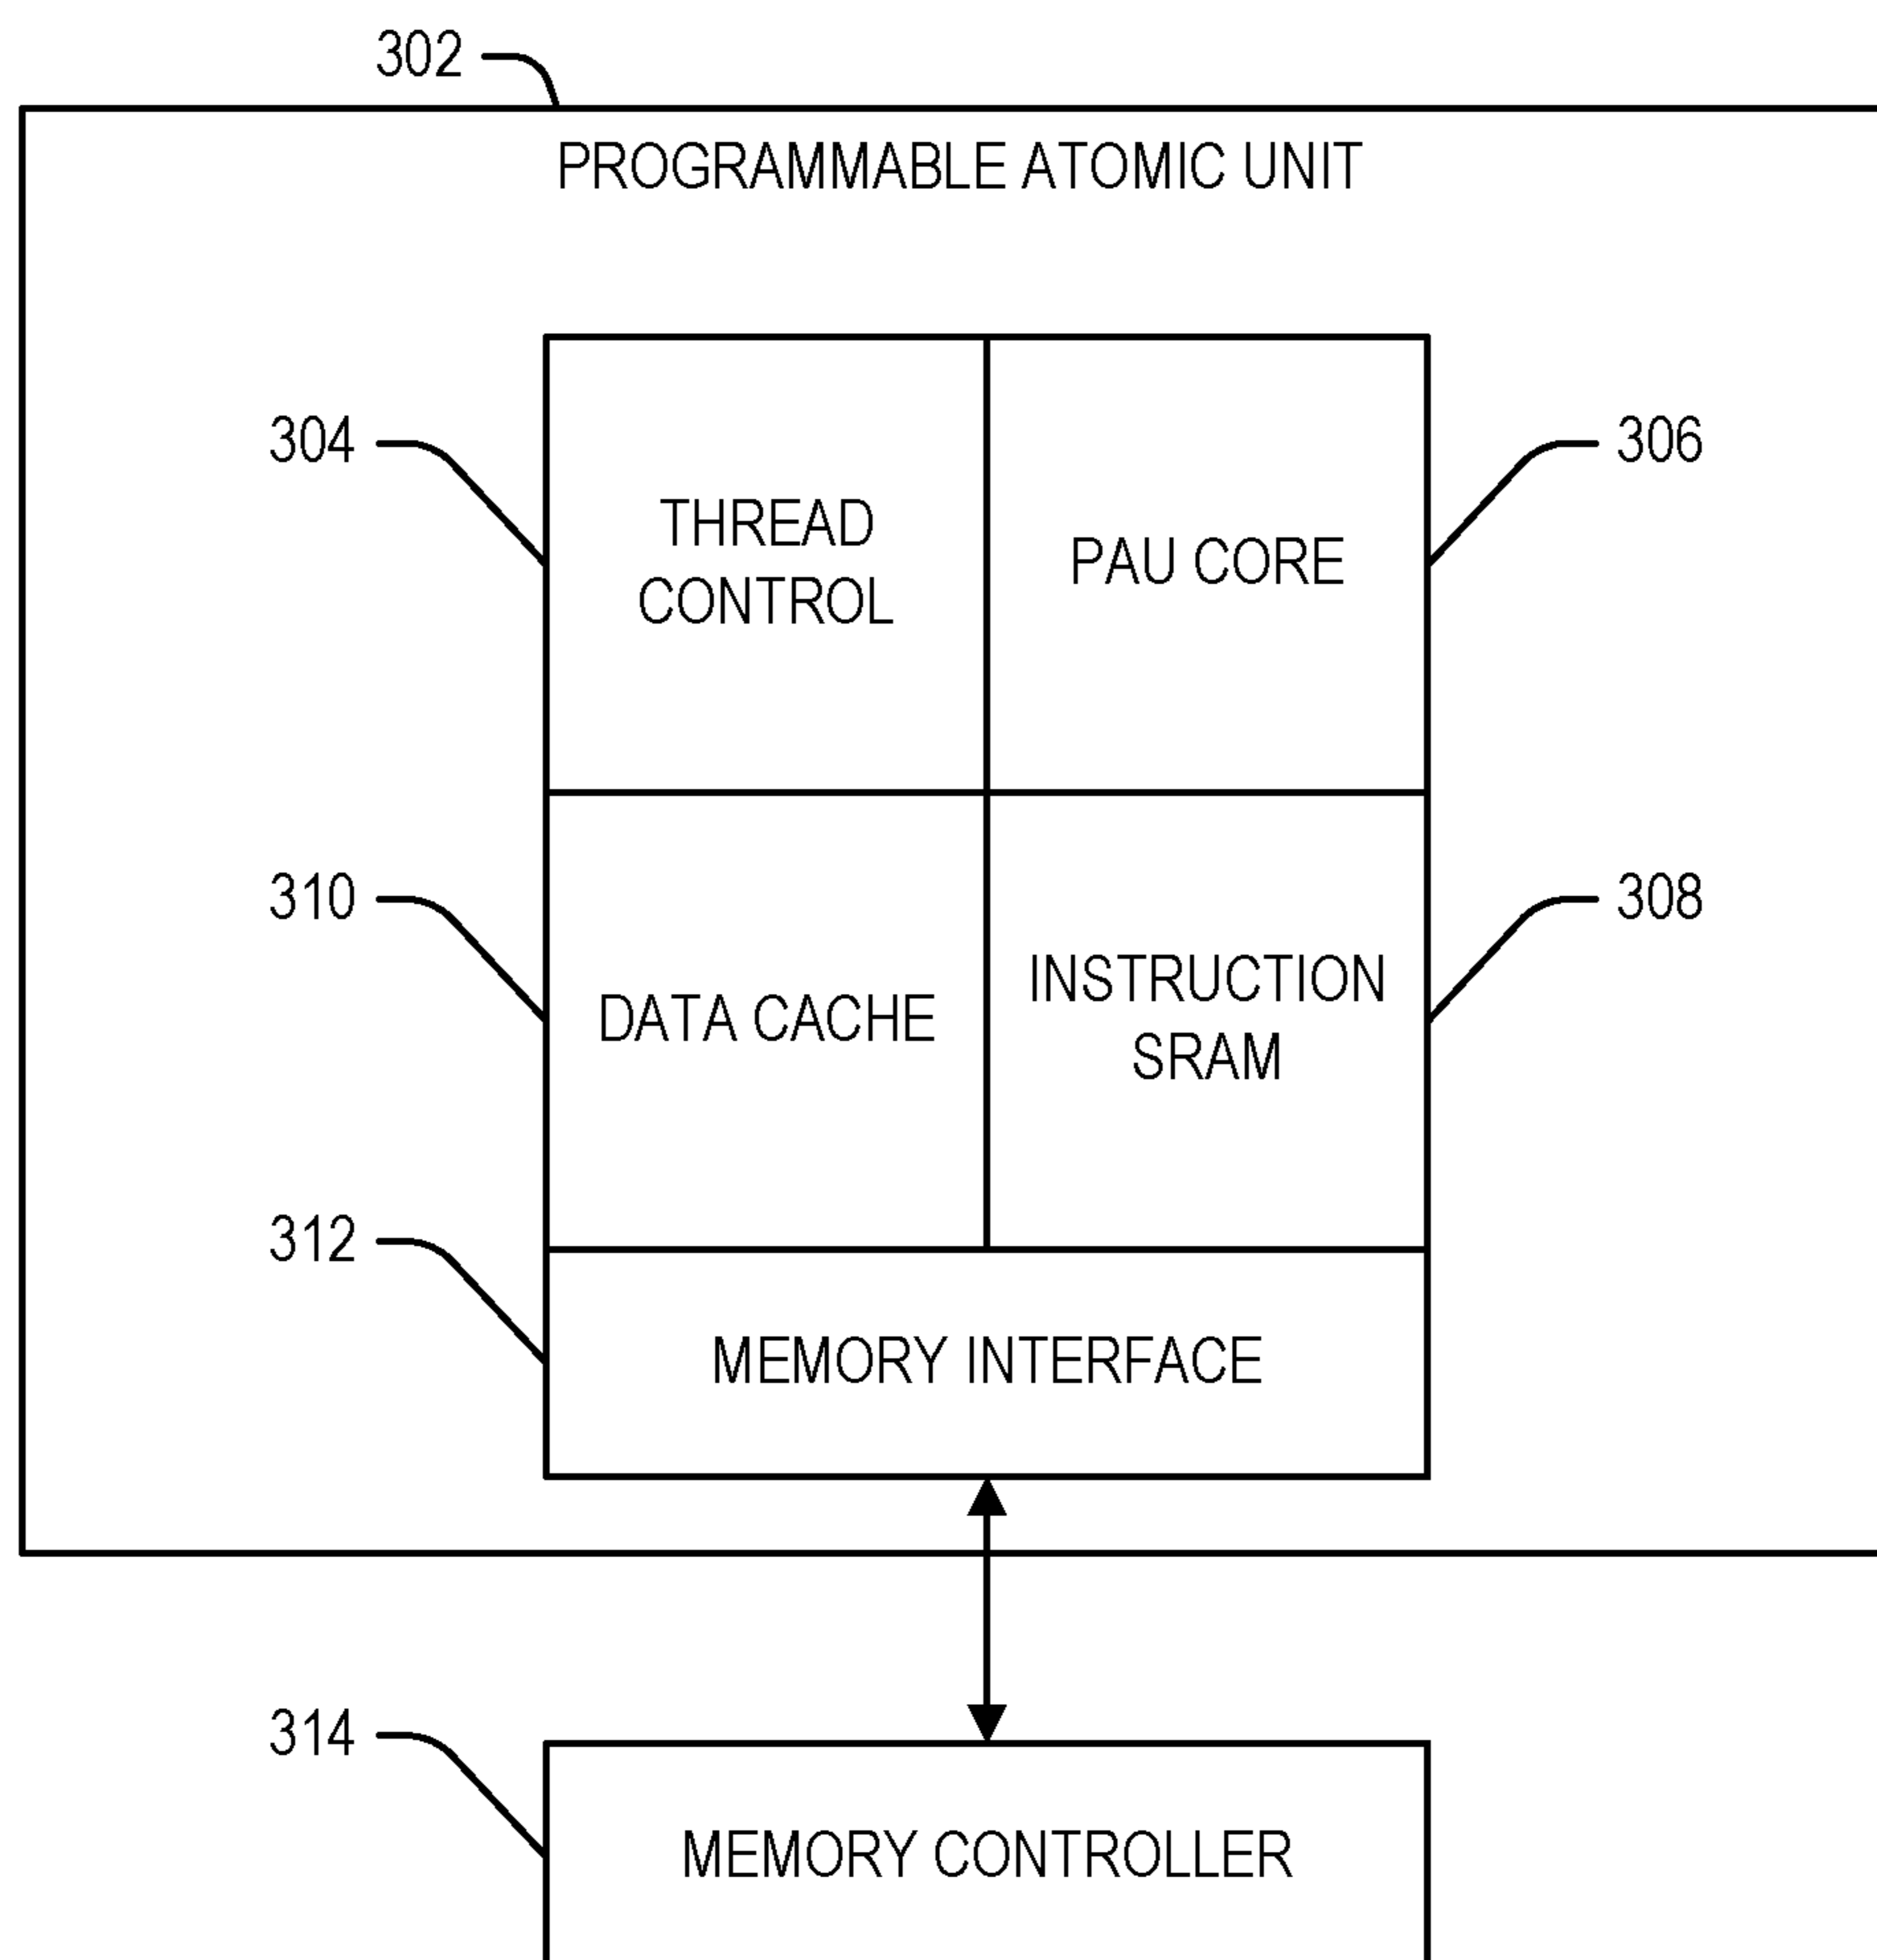 302
PROGRAMMABLE ATOMIC UNIT
304
THREAD
CONTROL
PAU CORE
306
310
DATA CACHE
INSTRUCTION
SRAM
308
312
MEMORY INTERFACE
314
MEMORY CONTROLLER